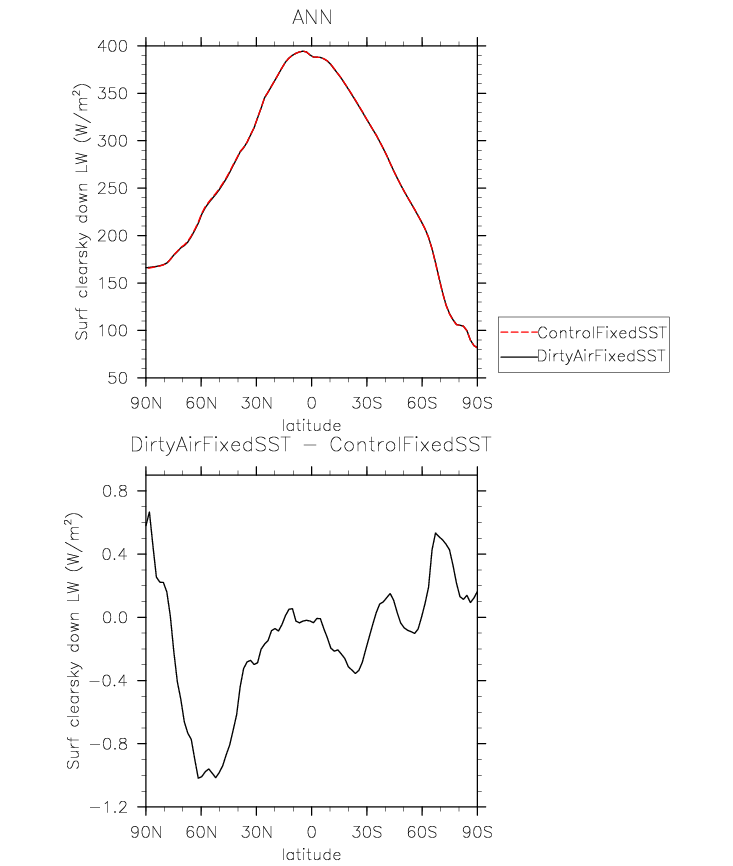 ANN
400
350
300
250
200
150
100
50
Surf clearsky down LW (W/m²)
90N 60N 30N 0 30S 60S 90S
latitude
ControlFixedSST
DirtyAirFixedSST
DirtyAirFixedSST − ControlFixedSST
0.8
0.4
0.0
−0.4
−0.8
−1.2
Surf clearsky down LW (W/m²)
90N 60N 30N 0 30S 60S 90S
latitude